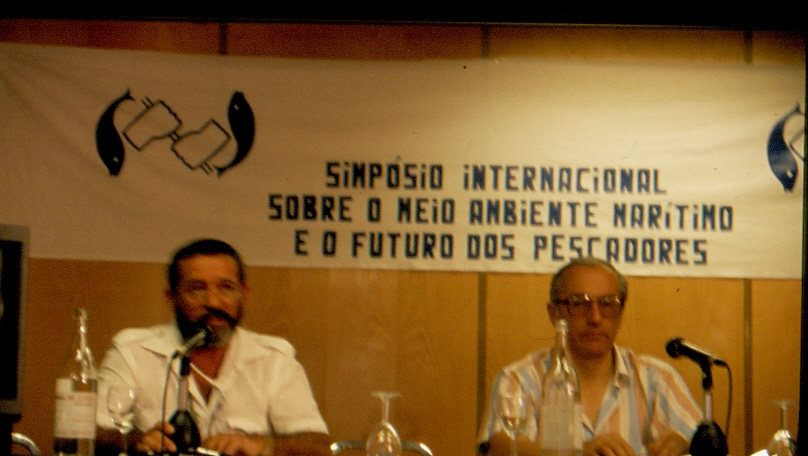 SIMPÓSIO INTERNACIONAL
SOBRE O MEIO AMBIENTE MARÍTIMO
E O FUTURO DOS PESCADORES